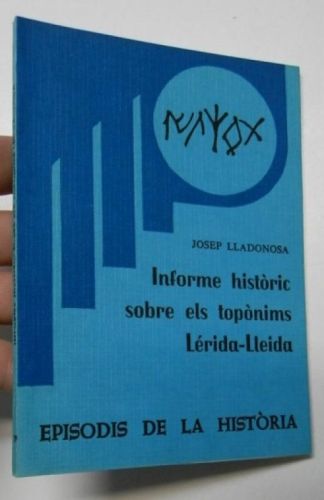 JOSEP LLADONOSA
Informe històric
sobre els topònims
Lérida-Lleida
EPISODIS DE LA HISTÒRIA